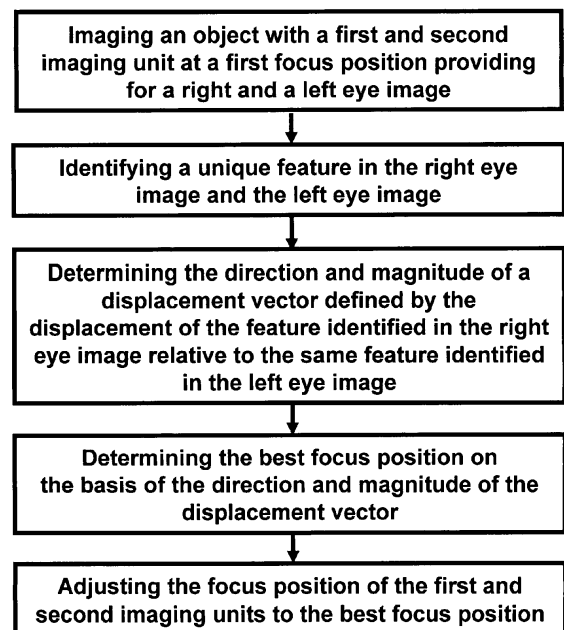 Imaging an object with a first and second
imaging unit at a first focus position providing
for a right and a left eye image
Identifying a unique feature in the right eye
image and the left eye image
Determining the direction and magnitude of a
displacement vector defined by the
displacement of the feature identified in the right
eye image relative to the same feature identified
in the left eye image
Determining the best focus position on
the basis of the direction and magnitude of the
displacement vector
Adjusting the focus position of the first and
second imaging units to the best focus position